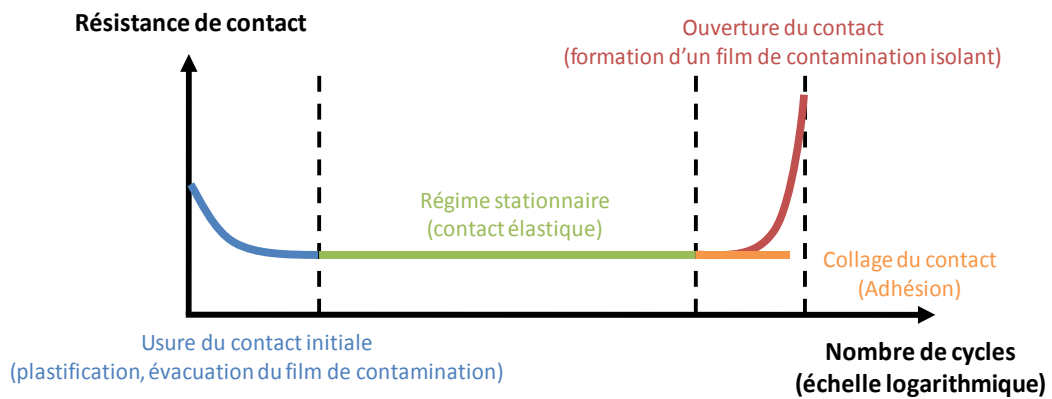 Résistance de contact
Ouverture du contact
(formation d'un film de contamination isolant)
Régime stationnaire
(contact élastique)
Collage du contact
(Adhésion)
Usure du contact initiale
(plastification, évacuation du film de contamination)
Nombre de cycles
(échelle logarithmique)